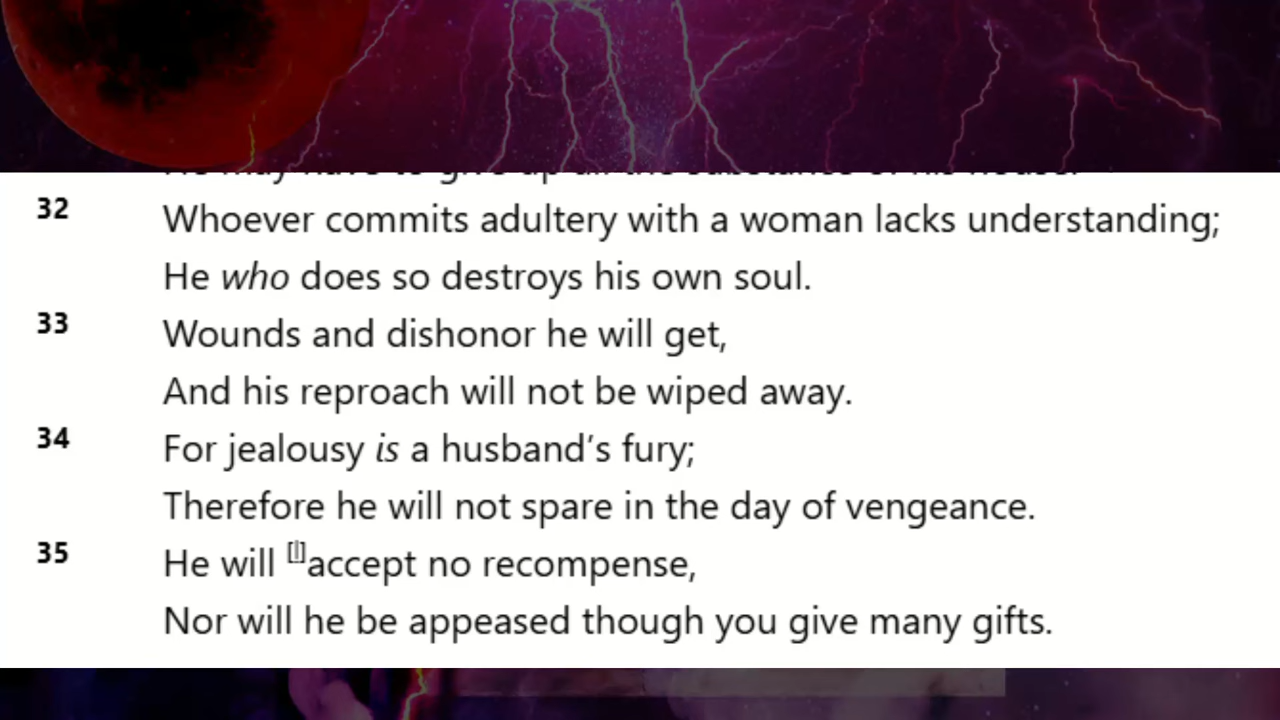 32 Whoever commits adultery with a woman lacks understanding;
He who does so destroys his own soul.
33 Wounds and dishonor he will get,
And his reproach will not be wiped away.
34 For jealousy is a husband’s fury;
Therefore he will not spare in the day of vengeance.
35 He will [l]accept no recompense,
Nor will he be appeased though you give many gifts.